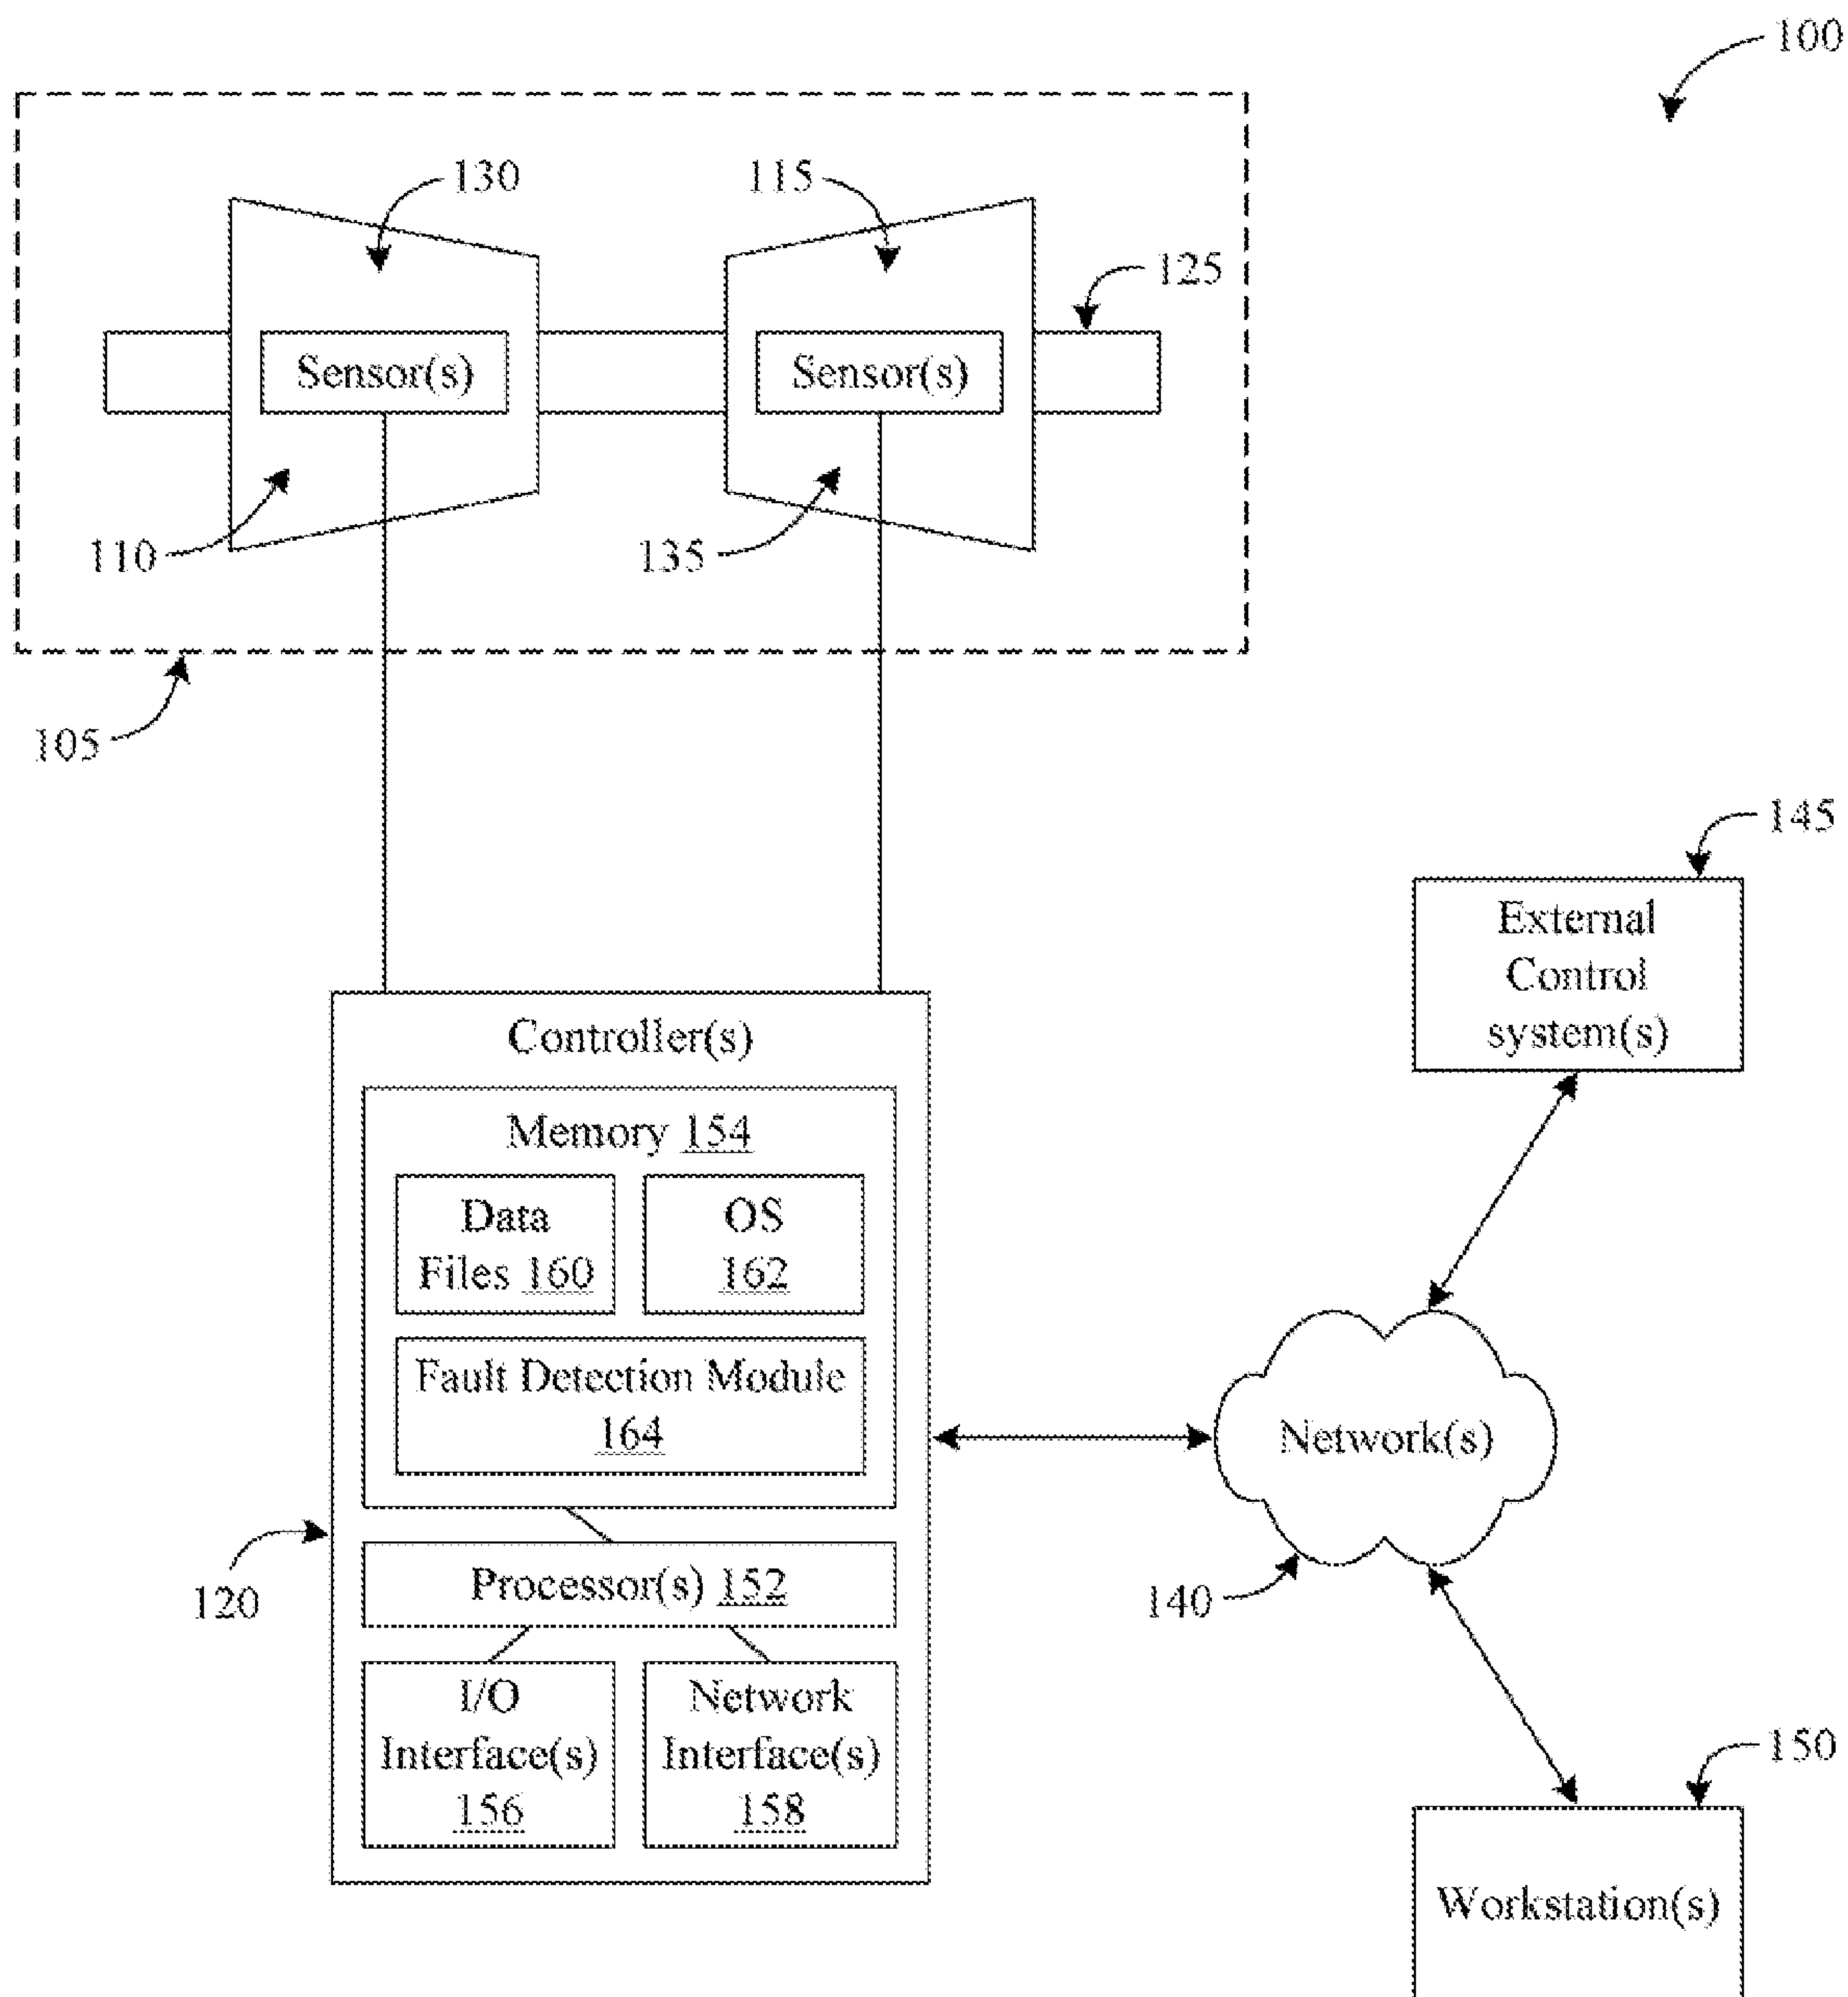 100
130
115
125
Sensor(s)
Sensor(s)
110
135
105
145
External
Control
system(s)
Controller(s)
Memory 154
Data
Files 160
OS
162
Fault Detection Module
164
Network(s)
120
Processor(s) 152
140
I/O
Interface(s)
156
Network
Interface(s)
158
150
Workstation(s)